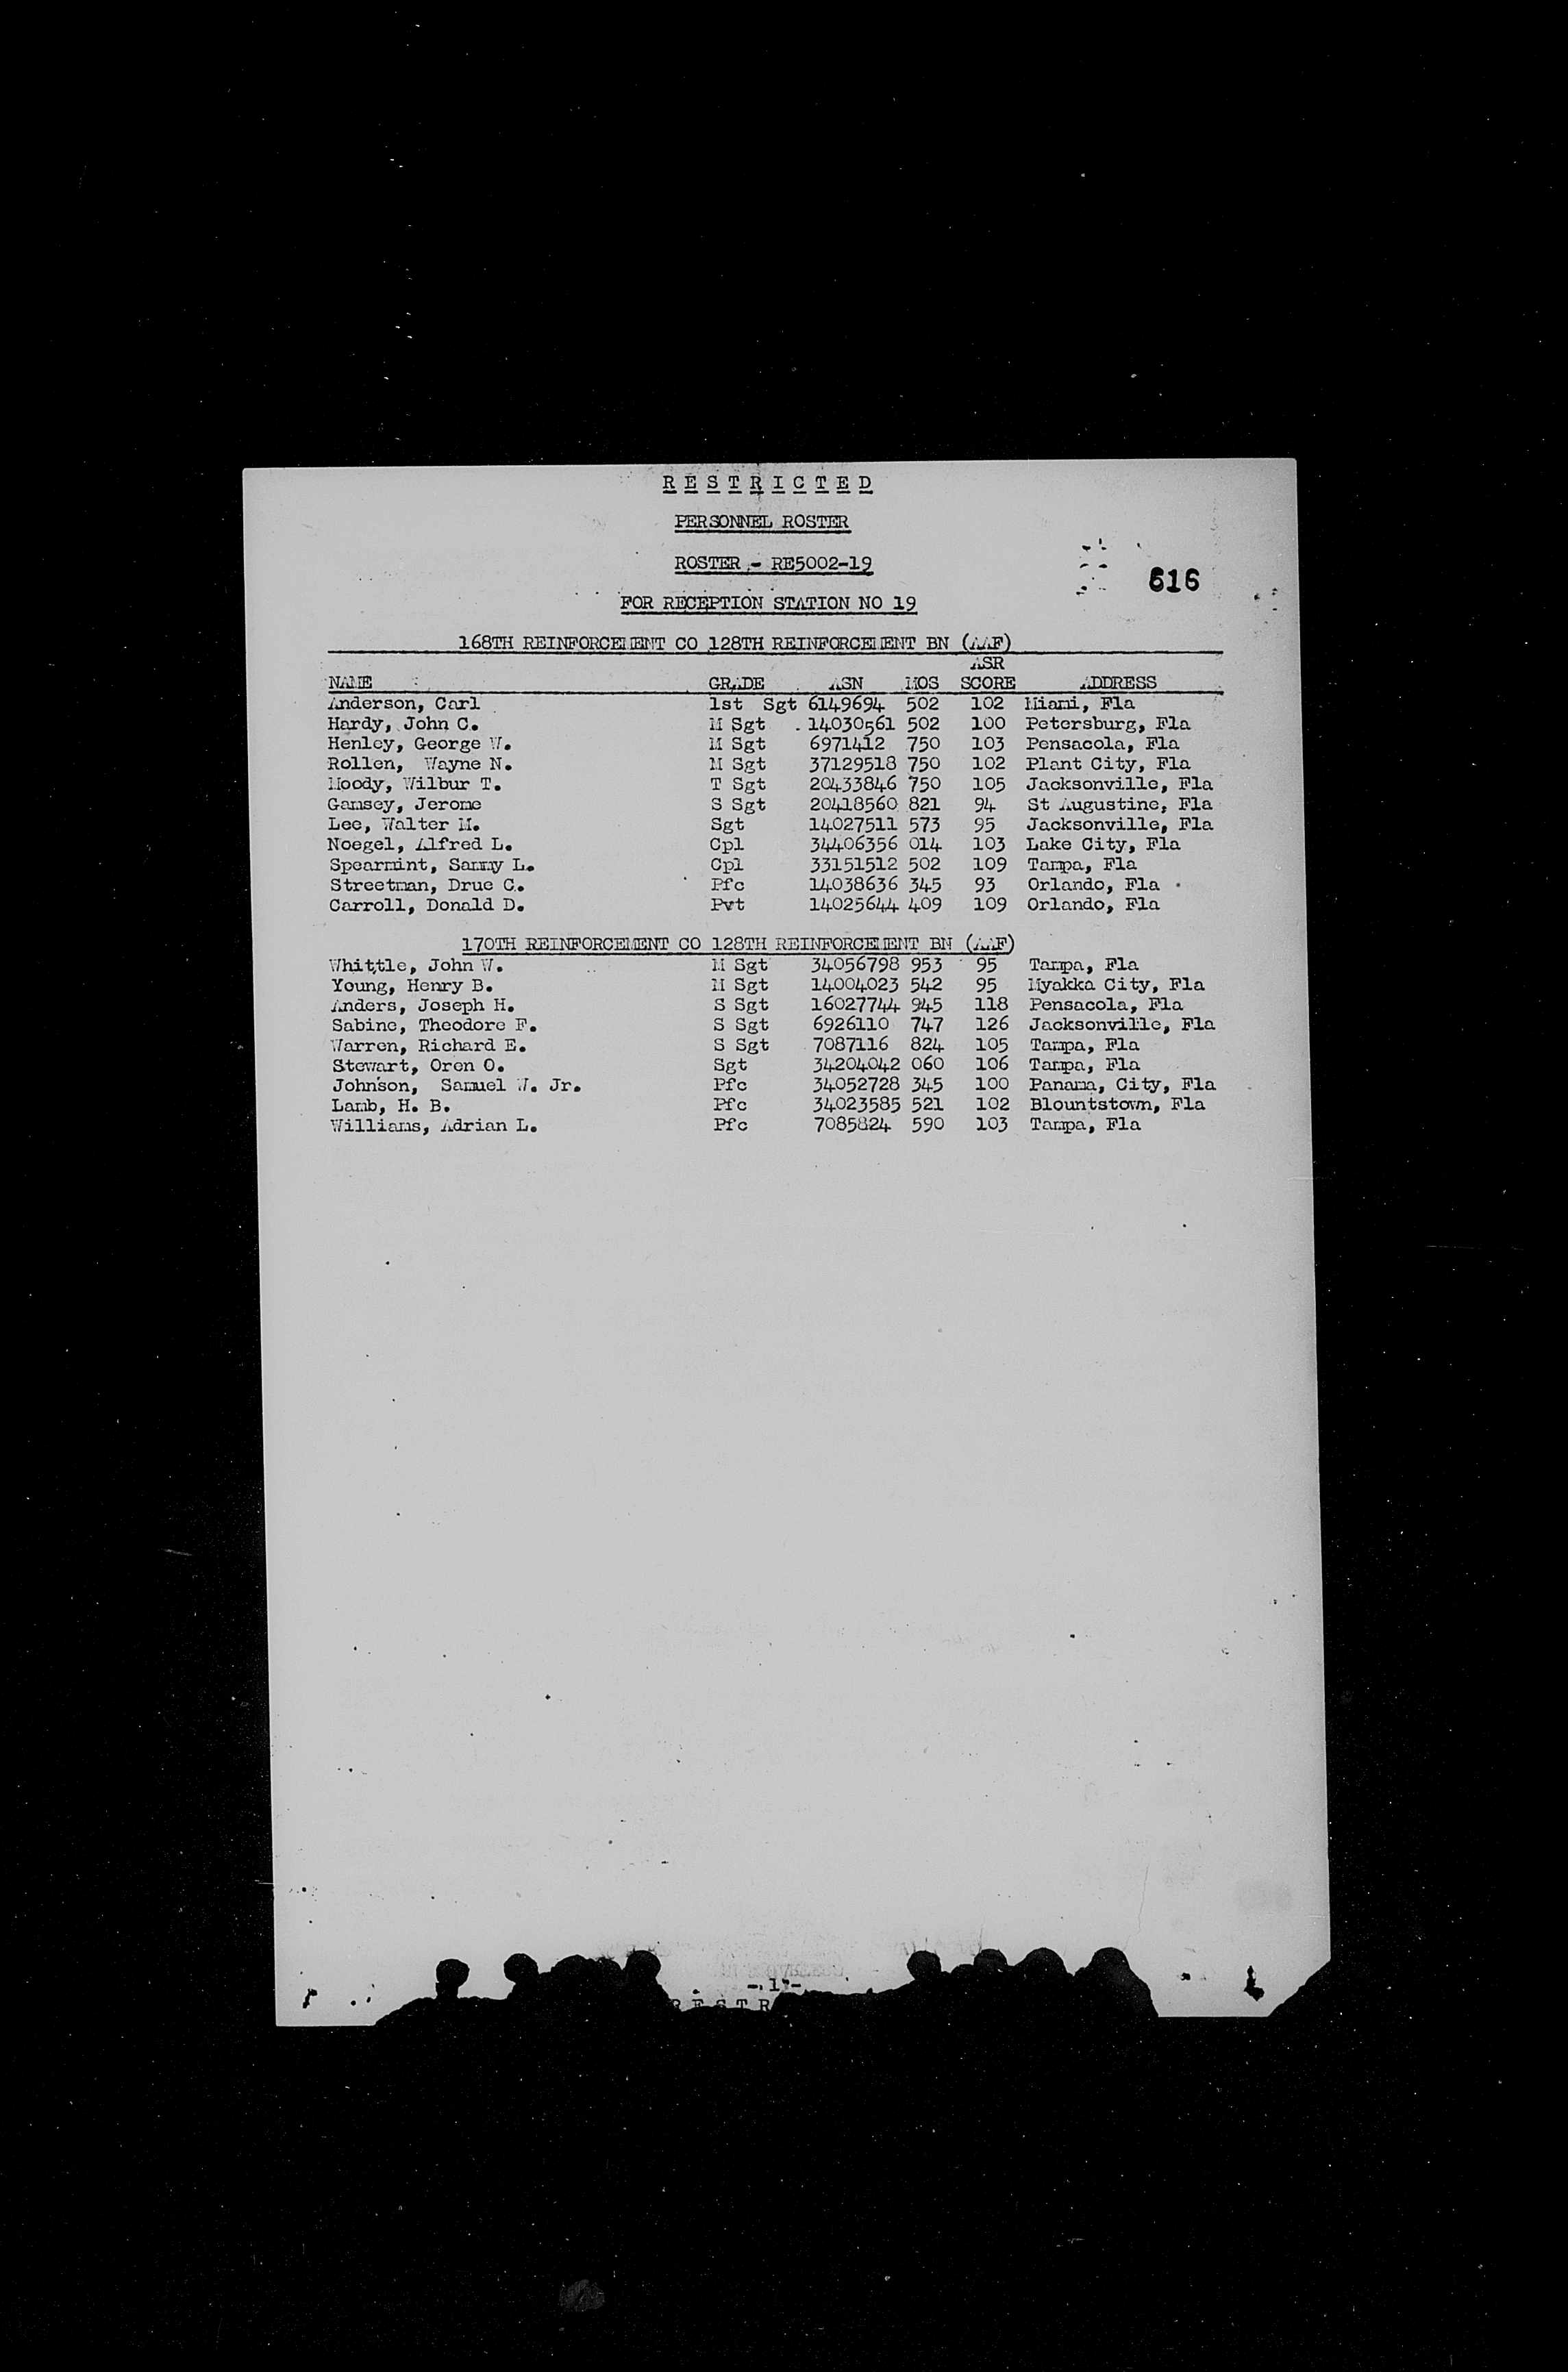 R E S T R I C T E D
PERSONNEL ROSTER
ROSTER - RE5002-19
616
FOR RECEPTION STATION NO 19
168TH REINFORCEMENT CO 128TH REINFORCEMENT BN (AAF)
ASR
NAME GRADE ASN MOS SCORE ADDRESS
Anderson, Carl 1st Sgt 6149694 502 102 Miami, Fla
Hardy, John C. M Sgt 14030561 502 100 Petersburg, Fla
Henley, George W. M Sgt 6971412 750 103 Pensacola, Fla
Rollen, Wayne N. M Sgt 37129518 750 102 Plant City, Fla
Moody, Wilbur T. T Sgt 20433846 750 105 Jacksonville, Fla
Gamsey, Jerome S Sgt 20418560 821 94 St Augustine, Fla
Lee, Walter M. Sgt 14027511 573 95 Jacksonville, Fla
Noegel, Alfred L. Cpl 34406356 014 103 Lake City, Fla
Spearmint, Sammy L. Cpl 33151512 502 109 Tampa, Fla
Streetman, Drue C. Pfc 14038636 345 93 Orlando, Fla
Carroll, Donald D. Pvt 14025644 409 109 Orlando, Fla
170TH REINFORCEMENT CO 128TH REINFORCEMENT BN (AAF)
Whittle, John W. M Sgt 34056798 953 95 Tampa, Fla
Young, Henry B. M Sgt 14004023 542 95 Myakka City, Fla
Anders, Joseph H. S Sgt 16027744 945 118 Pensacola, Fla
Sabine, Theodore F. S Sgt 6926110 747 126 Jacksonville, Fla
Warren, Richard E. S Sgt 7087116 824 105 Tampa, Fla
Stewart, Oren O. Sgt 34204042 060 106 Tampa, Fla
Johnson, Samuel W. Jr. Pfc 34052728 345 100 Panama, City, Fla
Lamb, H. B. Pfc 34023585 521 102 Blountstown, Fla
Williams, Adrian L. Pfc 7085824 590 103 Tampa, Fla
- 1 -
R E S T R